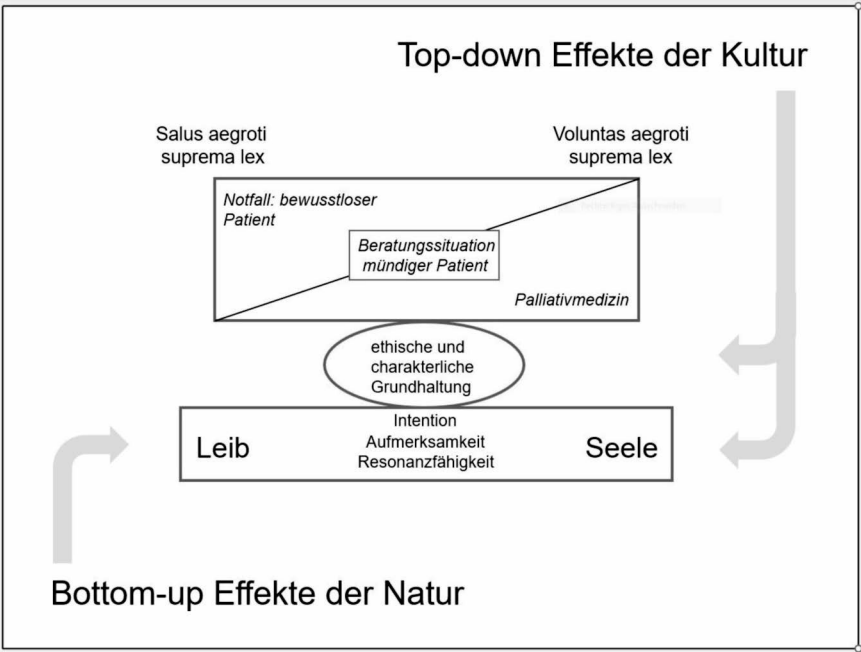 Top-down Effekte der Kultur
Salus aegroti
suprema lex
Voluntas aegroti
suprema lex
Notfall: bewusstloser
Patient
Beratungssituation
mündiger Patient
Palliativmedizin
ethische und
charakterliche
Grundhaltung
Intention
Aufmerksamkeit
Resonanzfähigkeit
Leib
Seele
Bottom-up Effekte der Natur